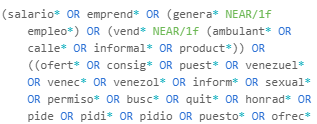 (salario* OR emprend* OR (genera* NEAR/1f
empleo*) OR (vend* NEAR/1f (ambulant* OR
calle* OR informal* OR product*)) OR
((ofert* OR consig* OR puest* OR venezuel*
OR venec* OR venezol* OR inform* OR sexual*
OR permiso* OR busc* OR quit* OR honrad* OR
pide OR pidi* OR pidio OR puesto* OR ofrec*